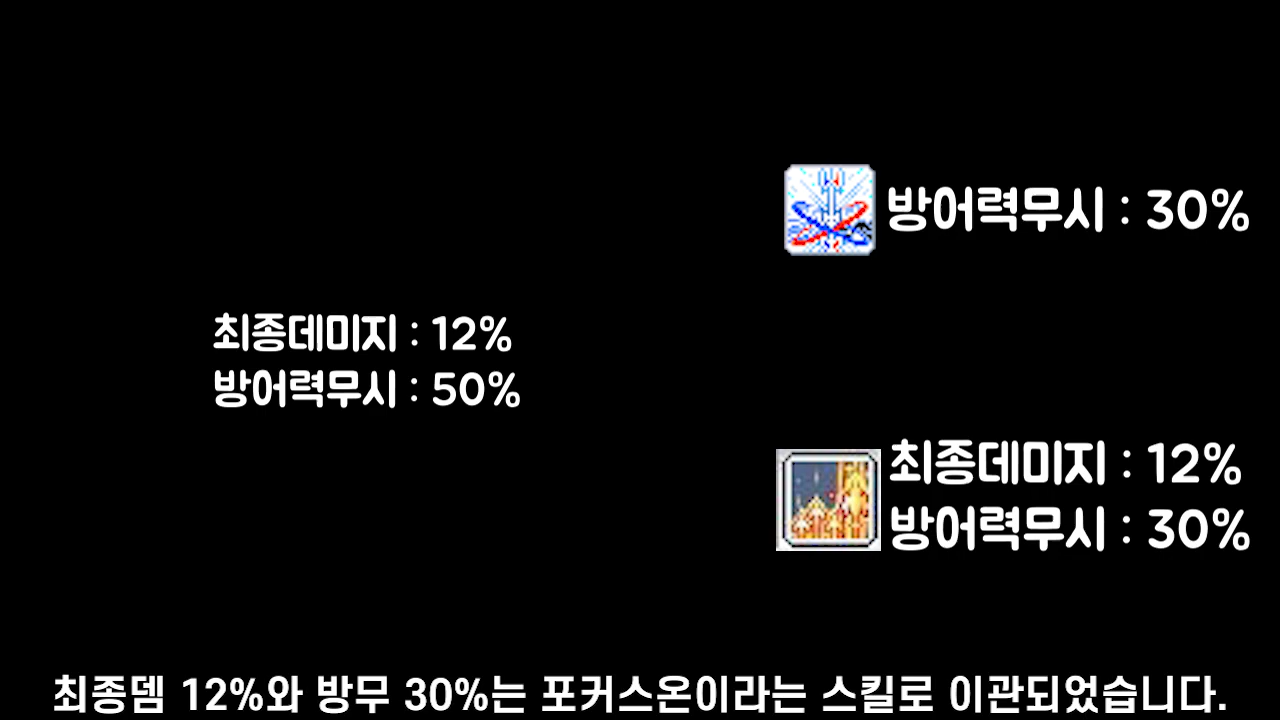 방어력무시 : 30%
최종데미지 : 12%
방어력무시 : 50%
최종데미지 : 12%
방어력무시 : 30%
최종뎀 12%와 방무 30%는 포커스온이라는 스킬로 이관되었습니다.